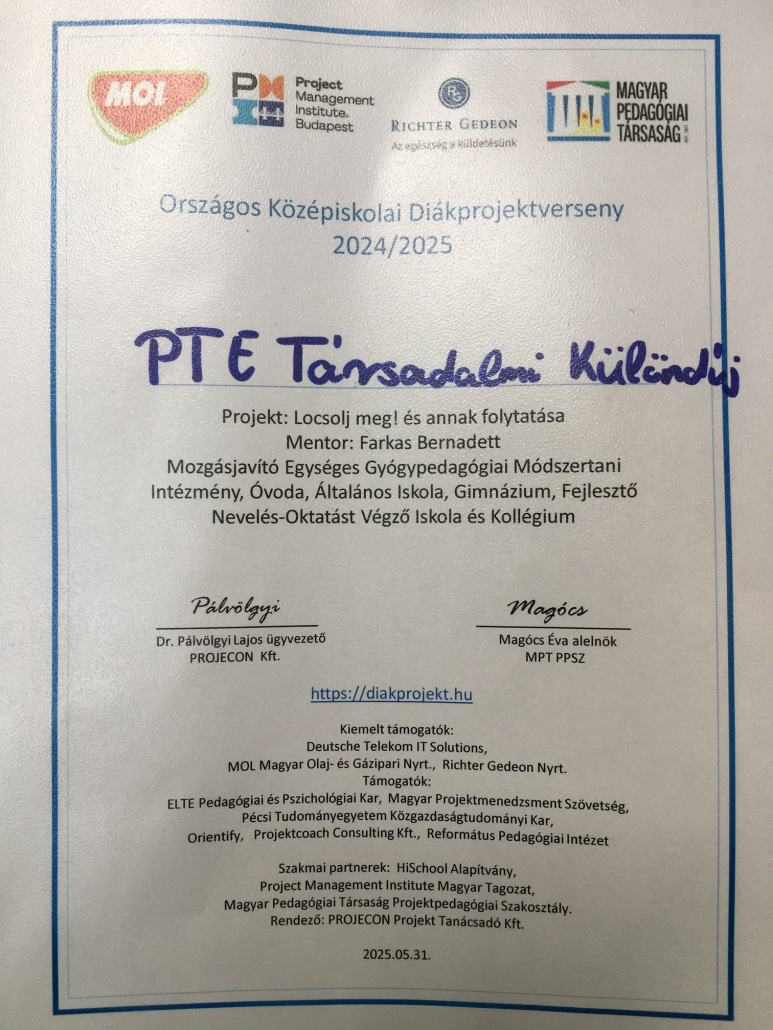 MOL
PM
Project
Management
Institute.
Budapest
RG
RICHTER GEDEON
Az egészség a küldetésünk
MAGYAR
PEDAGÓGIAI
TÁRSASÁG
Országos Középiskolai Diákprojektverseny
2024/2025
PTE Társadalmi Különdíj
Projekt: Locsolj meg! és annak folytatása
Mentor: Farkas Bernadett
Mozgásjavító Egységes Gyógypedagógiai Módszertani
Intézmény, Óvoda, Általános Iskola, Gimnázium, Fejlesztő
Nevelés-Oktatást Végző Iskola és Kollégium
Pálvölgyi
Dr. Pálvölgyi Lajos ügyvezető
PROJECON Kft.
Magócs
Magócs Éva alelnök
MPT PPSZ
https://diakprojekt.hu
Kiemelt támogatók:
Deutsche Telekom IT Solutions,
MOL Magyar Olaj- és Gázipari Nyrt., Richter Gedeon Nyrt.
Támogatók:
ELTE Pedagógiai és Pszichológiai Kar, Magyar Projektmenedzsment Szövetség,
Pécsi Tudományegyetem Közgazdaságtudományi Kar,
Orientify, Projektcoach Consulting Kft., Református Pedagógiai Intézet
Szakmai partnerek: HiSchool Alapítvány,
Project Management Institute Magyar Tagozat,
Magyar Pedagógiai Társaság Projektpedagógiai Szakosztály.
Rendező: PROJECON Projekt Tanácsadó Kft.
2025.05.31.